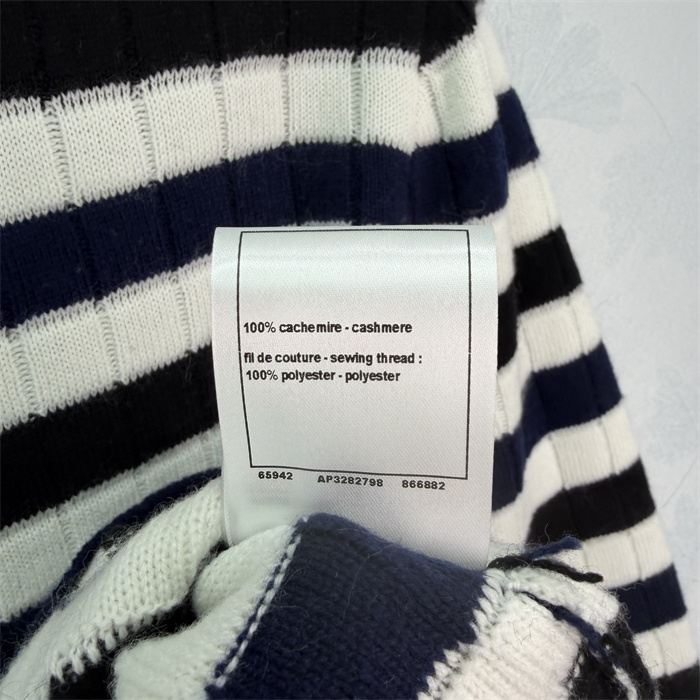 100% cachemire - cashmere
fil de couture - sewing thread :
100% polyester - polyester
65942 AP3282798 866882